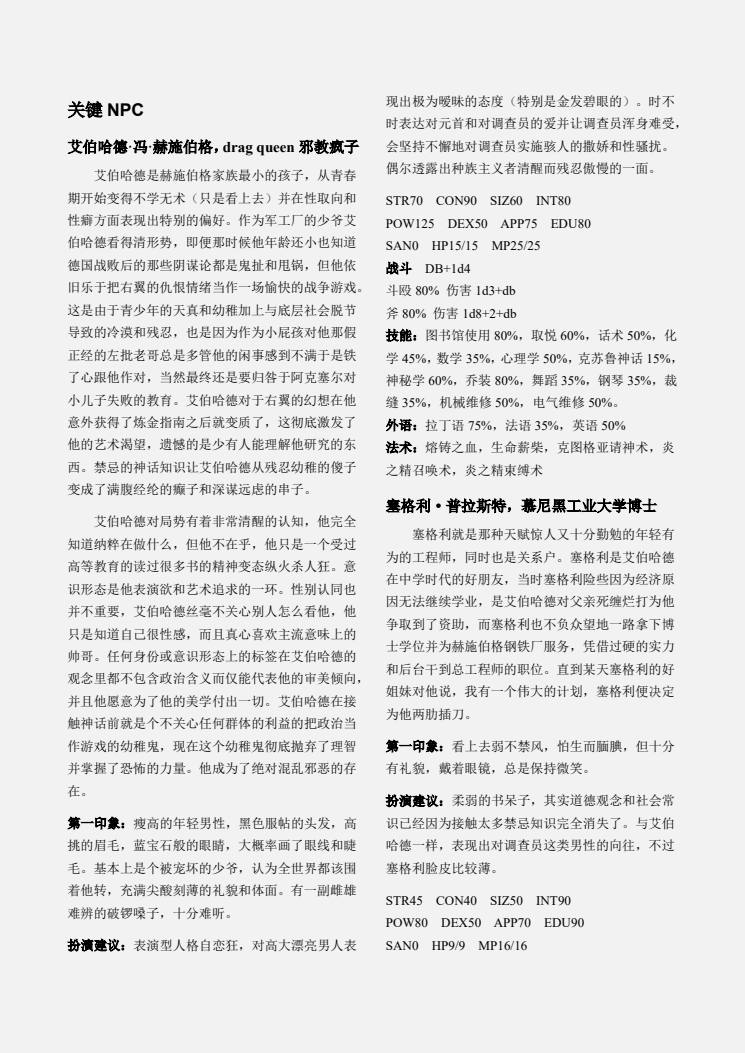 关键 NPC
艾伯哈德·冯·赫施伯格，drag queen 邪教疯子
艾伯哈德是赫施伯格家族最小的孩子，从青春
期开始变得不学无术（只是看上去）并在性取向和
性癖方面表现出特别的偏好。作为军工厂的少爷艾
伯哈德看得清形势，即便那时候他年龄还小也知道
德国战败后的那些阴谋论都是鬼扯和甩锅，但他依
旧乐于把右翼的仇恨情绪当作一场愉快的战争游戏。
这是由于青少年的天真和幼稚加上与底层社会脱节
导致的冷漠和残忍，也是因为作为小屁孩对他那假
正经的左批老哥总是多管他的闲事感到不满于是铁
了心跟他作对，当然最终还是要归咎于阿克塞尔对
小儿子失败的教育。艾伯哈德对于右翼的幻想在他
意外获得了炼金指南之后就变质了，这彻底激发了
他的艺术渴望，遗憾的是少有人能理解他研究的东
西。禁忌的神话知识让艾伯哈德从残忍幼稚的傻子
变成了满腹经纶的癫子和深谋远虑的串子。
艾伯哈德对局势有着非常清醒的认知，他完全
知道纳粹在做什么，但他不在乎，他只是一个受过
高等教育的读过很多书的精神变态纵火杀人狂。意
识形态是他表演欲和艺术追求的一环。性别认同也
并不重要，艾伯哈德丝毫不关心别人怎么看他，他
只是知道自己很性感，而且真心喜欢主流意味上的
帅哥。任何身份或意识形态上的标签在艾伯哈德的
观念里都不包含政治含义而仅能代表他的审美倾向，
并且他愿意为了他的美学付出一切。艾伯哈德在接
触神话前就是个不关心任何群体的利益的把政治当
作游戏的幼稚鬼，现在这个幼稚鬼彻底抛弃了理智
并掌握了恐怖的力量。他成为了绝对混乱邪恶的存
在。
第一印象：瘦高的年轻男性，黑色服帖的头发，高
挑的眉毛，蓝宝石般的眼睛，大概率画了眼线和睫
毛。基本上是个被宠坏的少爷，认为全世界都该围
着他转，充满尖酸刻薄的礼貌和体面。有一副雌雄
难辨的破锣嗓子，十分难听。
扮演建议：表演型人格自恋狂，对高大漂亮男人表
现出极为暧昧的态度（特别是金发碧眼的）。时不
时表达对元首和对调查员的爱并让调查员浑身难受，
会坚持不懈地对调查员实施骇人的撒娇和性骚扰。
偶尔透露出种族主义者清醒而残忍傲慢的一面。
STR70 CON90 SIZ60 INT80
POW125 DEX50 APP75 EDU80
SAN0 HP15/15 MP25/25
战斗 DB+1d4
斗殴 80% 伤害 1d3+db
斧 80% 伤害 1d8+2+db
技能：图书馆使用 80%，取悦 60%，话术 50%，化
学 45%，数学 35%，心理学 50%，克苏鲁神话 15%，
神秘学 60%，乔装 80%，舞蹈 35%，钢琴 35%，裁
缝 35%，机械维修 50%，电气维修 50%。
外语：拉丁语 75%，法语 35%，英语 50%
法术：熔铸之血，生命薪柴，克图格亚请神术，炎
之精召唤术，炎之精束缚术
塞格利·普拉斯特，慕尼黑工业大学博士
塞格利就是那种天赋惊人又十分勤勉的年轻有
为的工程师，同时也是关系户。塞格利是艾伯哈德
在中学时代的好朋友，当时塞格利险些因为经济原
因无法继续学业，是艾伯哈德对父亲死缠烂打为他
争取到了资助，而塞格利也不负众望地一路拿下博
士学位并为赫施伯格钢铁厂服务，凭借过硬的实力
和后台干到总工程师的职位。直到某天塞格利的好
姐妹对他说，我有一个伟大的计划，塞格利便决定
为他两肋插刀。
第一印象：看上去弱不禁风，怕生而腼腆，但十分
有礼貌，戴着眼镜，总是保持微笑。
扮演建议：柔弱的书呆子，其实道德观念和社会常
识已经因为接触太多禁忌知识完全消失了。与艾伯
哈德一样，表现出对调查员这类男性的向往，不过
塞格利脸皮比较薄。
STR45 CON40 SIZ50 INT90
POW80 DEX50 APP70 EDU90
SAN0 HP9/9 MP16/16